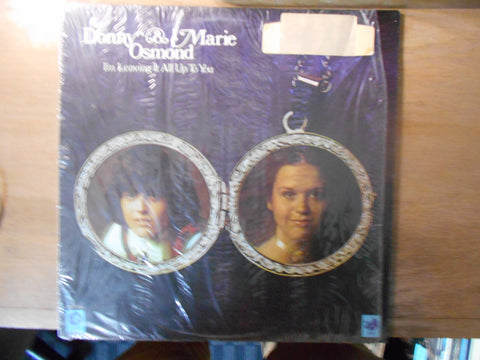 Donny & Marie
Osmond
I'm Leaving It All Up To You